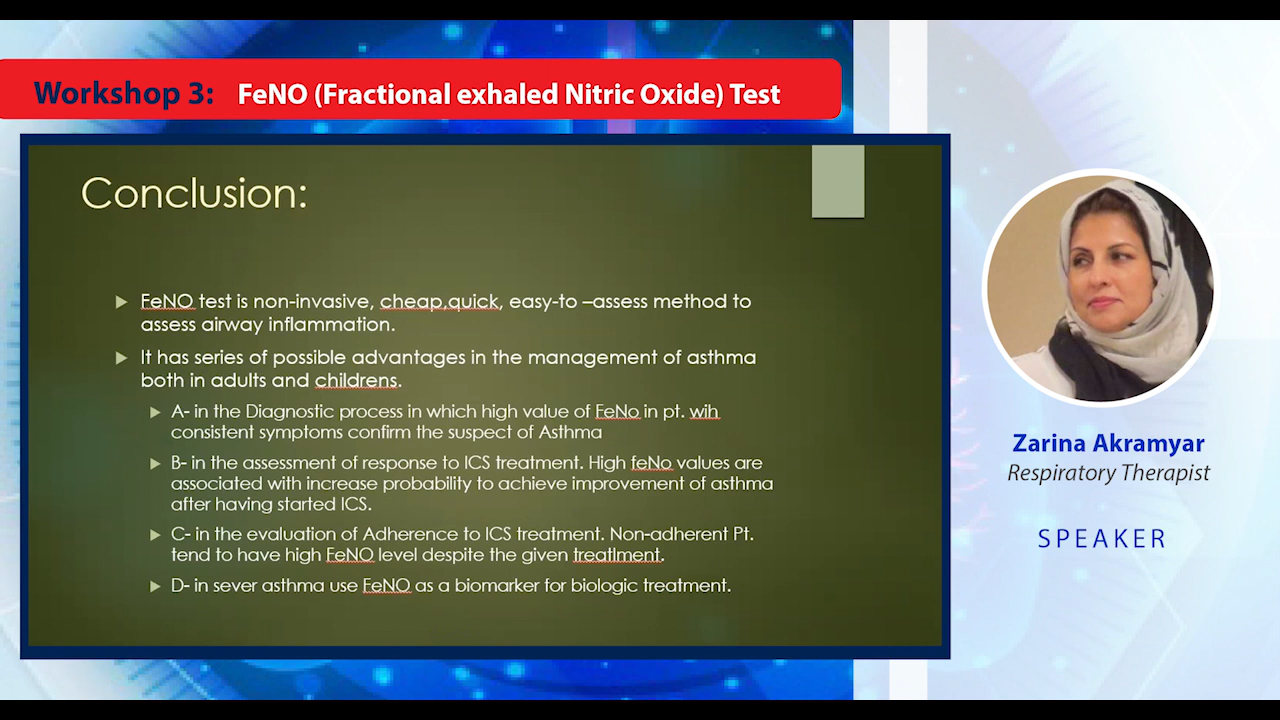 Workshop 3: FeNO (Fractional exhaled Nitric Oxide) Test
Conclusion:
FeNO test is non-invasive, cheap,quick, easy-to –assess method to
assess airway inflammation.
It has series of possible advantages in the management of asthma
both in adults and childrens.
A- in the Diagnostic process in which high value of FeNo in pt. wih
consistent symptoms confirm the suspect of Asthma
B- in the assessment of response to ICS treatment. High feNo values are
associated with increase probability to achieve improvement of asthma
after having started ICS.
C- in the evaluation of Adherence to ICS treatment. Non-adherent Pt.
tend to have high FeNO level despite the given treatlment.
D- in sever asthma use FeNO as a biomarker for biologic treatment.
Zarina Akramyar
Respiratory Therapist
SPEAKER